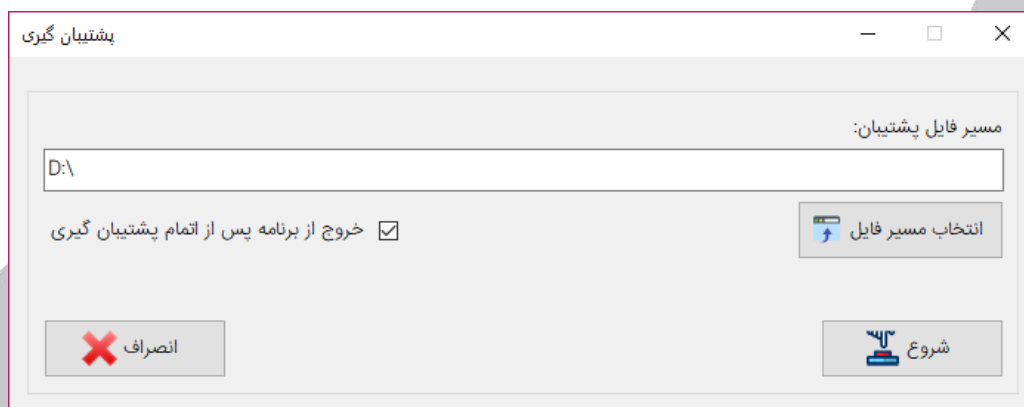 پشتیبان گیری
مسیر فایل پشتیبان:
D:\
انتخاب مسیر فایل
خروج از برنامه پس از اتمام پشتیبان گیری
شروع
انصراف